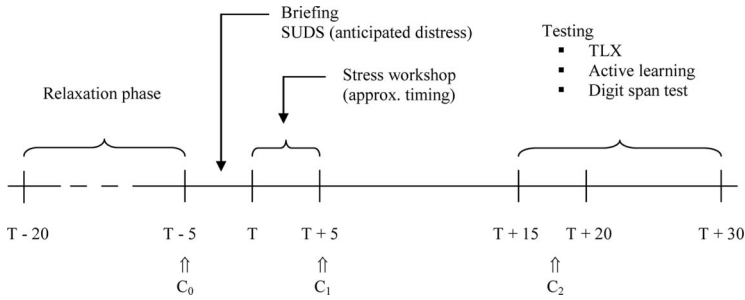 Briefing
SUDS (anticipated distress)
Testing
▪ TLX
▪ Active learning
▪ Digit span test
Stress workshop
(approx. timing)
Relaxation phase
T - 20
T - 5
T
T + 5
T + 15
T + 20
T + 30
⇑
⇑
⇑
C₀
C₁
C₂